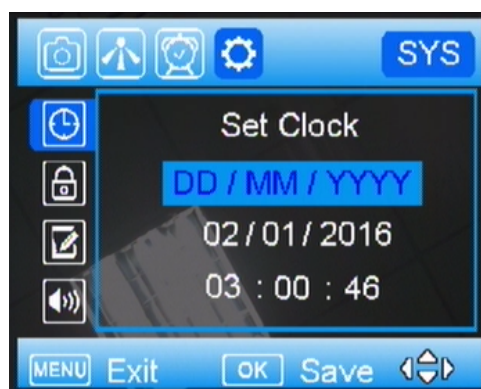 SYS
Set Clock
DD / MM / YYYY
02 / 01 / 2016
03 : 00 : 46
MENU Exit OK Save